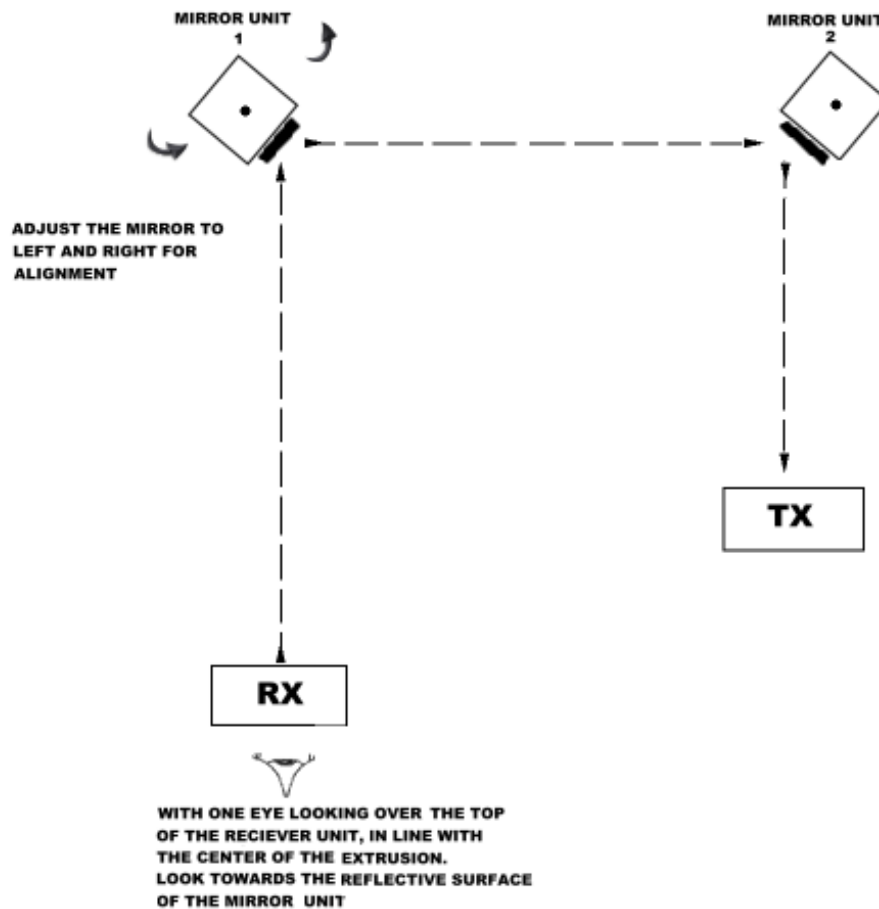 MIRROR UNIT
1
MIRROR UNIT
2
ADJUST THE MIRROR TO
LEFT AND RIGHT FOR
ALIGNMENT
TX
RX
WITH ONE EYE LOOKING OVER THE TOP
OF THE RECIEVER UNIT, IN LINE WITH
THE CENTER OF THE EXTRUSION.
LOOK TOWARDS THE REFLECTIVE SURFACE
OF THE MIRROR UNIT